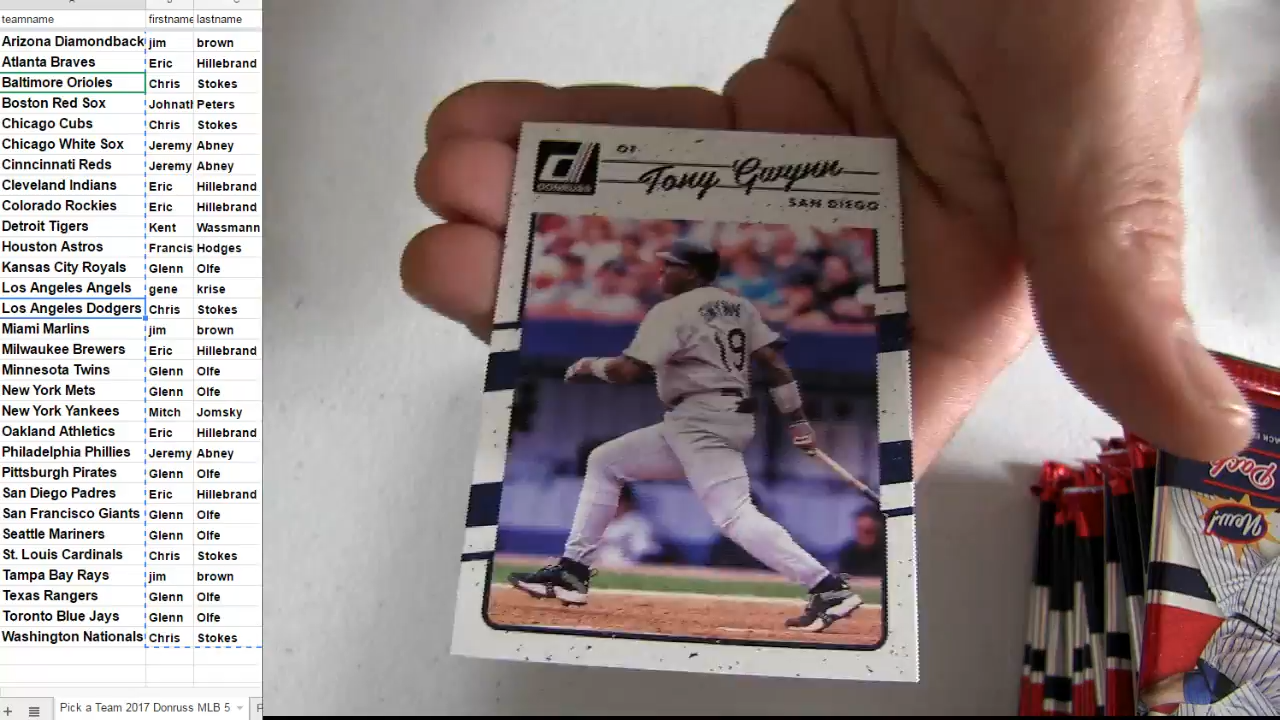 teamname firstname lastname
Arizona Diamondback jim brown
Atlanta Braves Eric Hillebrand
Baltimore Orioles Chris Stokes
Boston Red Sox Johnath Peters
Chicago Cubs Chris Stokes
Chicago White Sox Jeremy Abney
Cinncinnati Reds Jeremy Abney
Cleveland Indians Eric Hillebrand
Colorado Rockies Eric Hillebrand
Detroit Tigers Kent Wassmann
Houston Astros Francis Hodges
Kansas City Royals Glenn Olfe
Los Angeles Angels gene krise
Los Angeles Dodgers Chris Stokes
Miami Marlins jim brown
Milwaukee Brewers Eric Hillebrand
Minnesota Twins Glenn Olfe
New York Mets Glenn Olfe
New York Yankees Mitch Jomsky
Oakland Athletics Eric Hillebrand
Philadelphia Phillies Jeremy Abney
Pittsburgh Pirates Glenn Olfe
San Diego Padres Eric Hillebrand
San Francisco Giants Glenn Olfe
Seattle Mariners Glenn Olfe
St. Louis Cardinals Chris Stokes
Tampa Bay Rays jim brown
Texas Rangers Glenn Olfe
Toronto Blue Jays Glenn Olfe
Washington Nationals Chris Stokes
Pick a Team 2017 Donruss MLB 5
DONRUSS
OF
Tony Gwynn
SAN DIEGO
GWYNN
19
Pack
New!